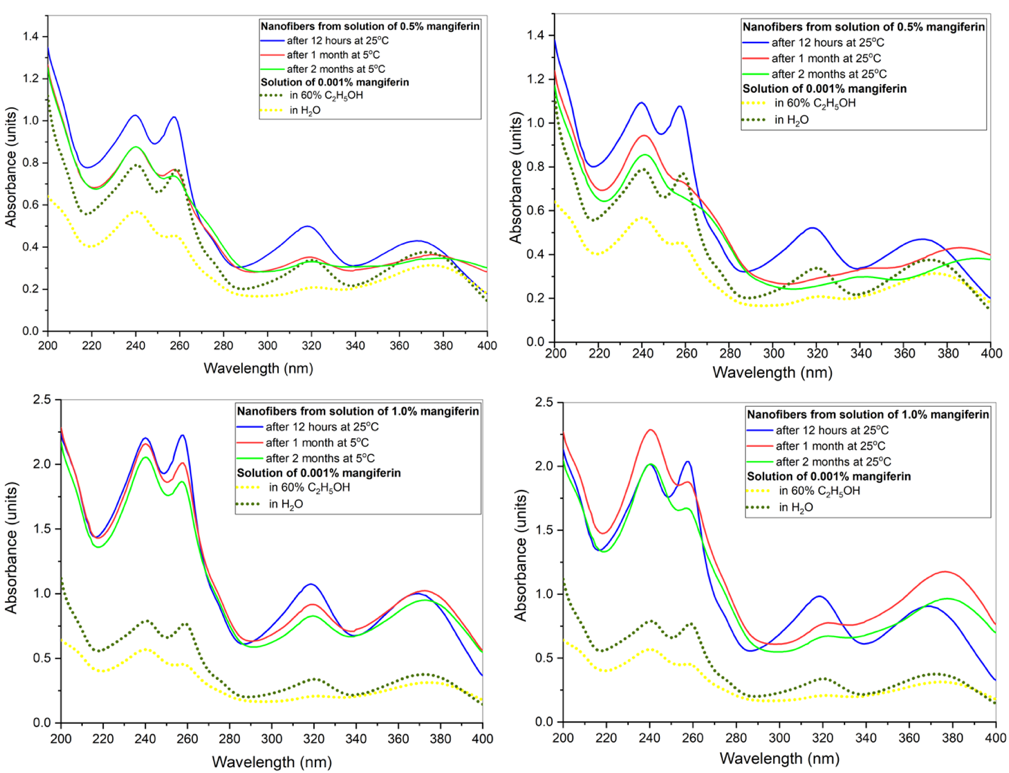 Nanofibers from solution of 0.5% mangiferin
after 12 hours at 25°C
after 1 month at 5°C
after 2 months at 5°C
Solution of 0.001% mangiferin
in 60% C₂H₅OH
in H₂O
Absorbance (units)
1.4
1.2
1.0
0.8
0.6
0.4
0.2
0.0
200 220 240 260 280 300 320 340 360 380 400
Wavelength (nm)
Nanofibers from solution of 0.5% mangiferin
after 12 hours at 25°C
after 1 month at 25°C
after 2 months at 25°C
Solution of 0.001% mangiferin
in 60% C₂H₅OH
in H₂O
Absorbance (units)
1.4
1.2
1.0
0.8
0.6
0.4
0.2
0.0
200 220 240 260 280 300 320 340 360 380 400
Wavelength (nm)
Nanofibers from solution of 1.0% mangiferin
after 12 hours at 25°C
after 1 month at 5°C
after 2 months at 5°C
Solution of 0.001% mangiferin
in 60% C₂H₅OH
in H₂O
Absorbance (units)
2.5
2.0
1.5
1.0
0.5
0.0
200 220 240 260 280 300 320 340 360 380 400
Wavelength (nm)
Nanofibers from solution of 1.0% mangiferin
after 12 hours at 25°C
after 1 month at 25°C
after 2 months at 25°C
Solution of 0.001% mangiferin
in 60% C₂H₅OH
in H₂O
Absorbance (units)
2.5
2.0
1.5
1.0
0.5
0.0
200 220 240 260 280 300 320 340 360 380 400
Wavelength (nm)